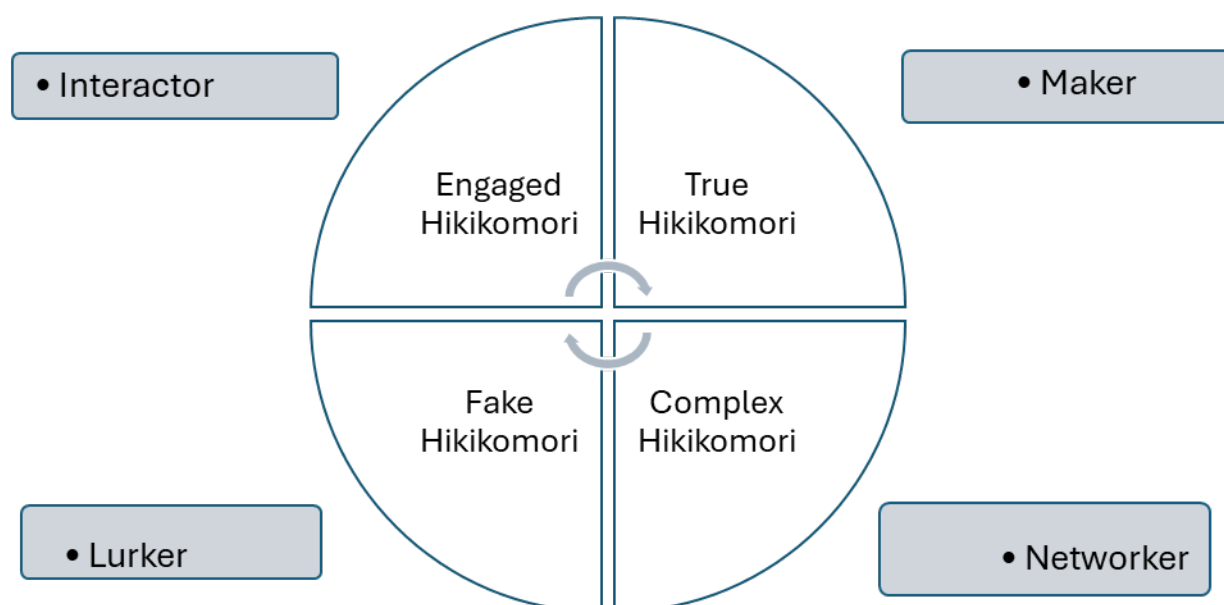 • Interactor
• Maker
Engaged
Hikikomori
True
Hikikomori
Fake
Hikikomori
Complex
Hikikomori
• Lurker
• Networker